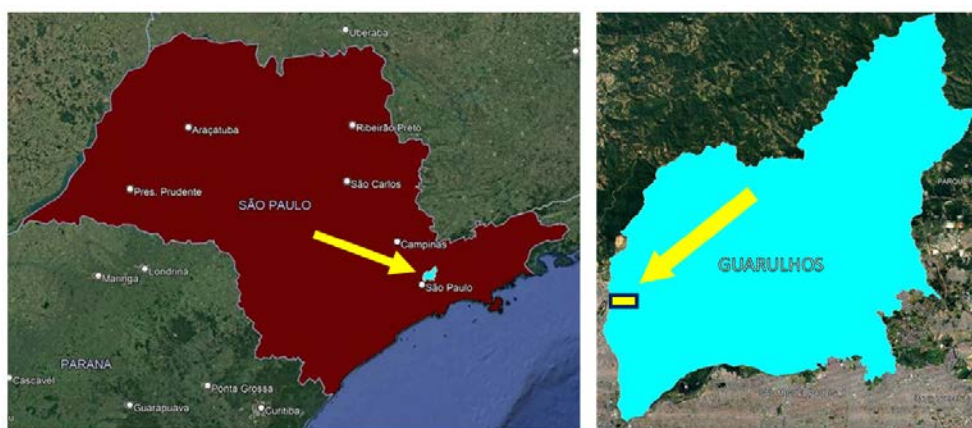 Uberaba
Araçatuba
Ribeirão Preto
São Carlos
Pres. Prudente
SÃO PAULO
Campinas
São Paulo
Londrina
Maringa
PARANA
Cascavel
Ponta Grossa
Guarapuava
Curitiba
GUARULHOS